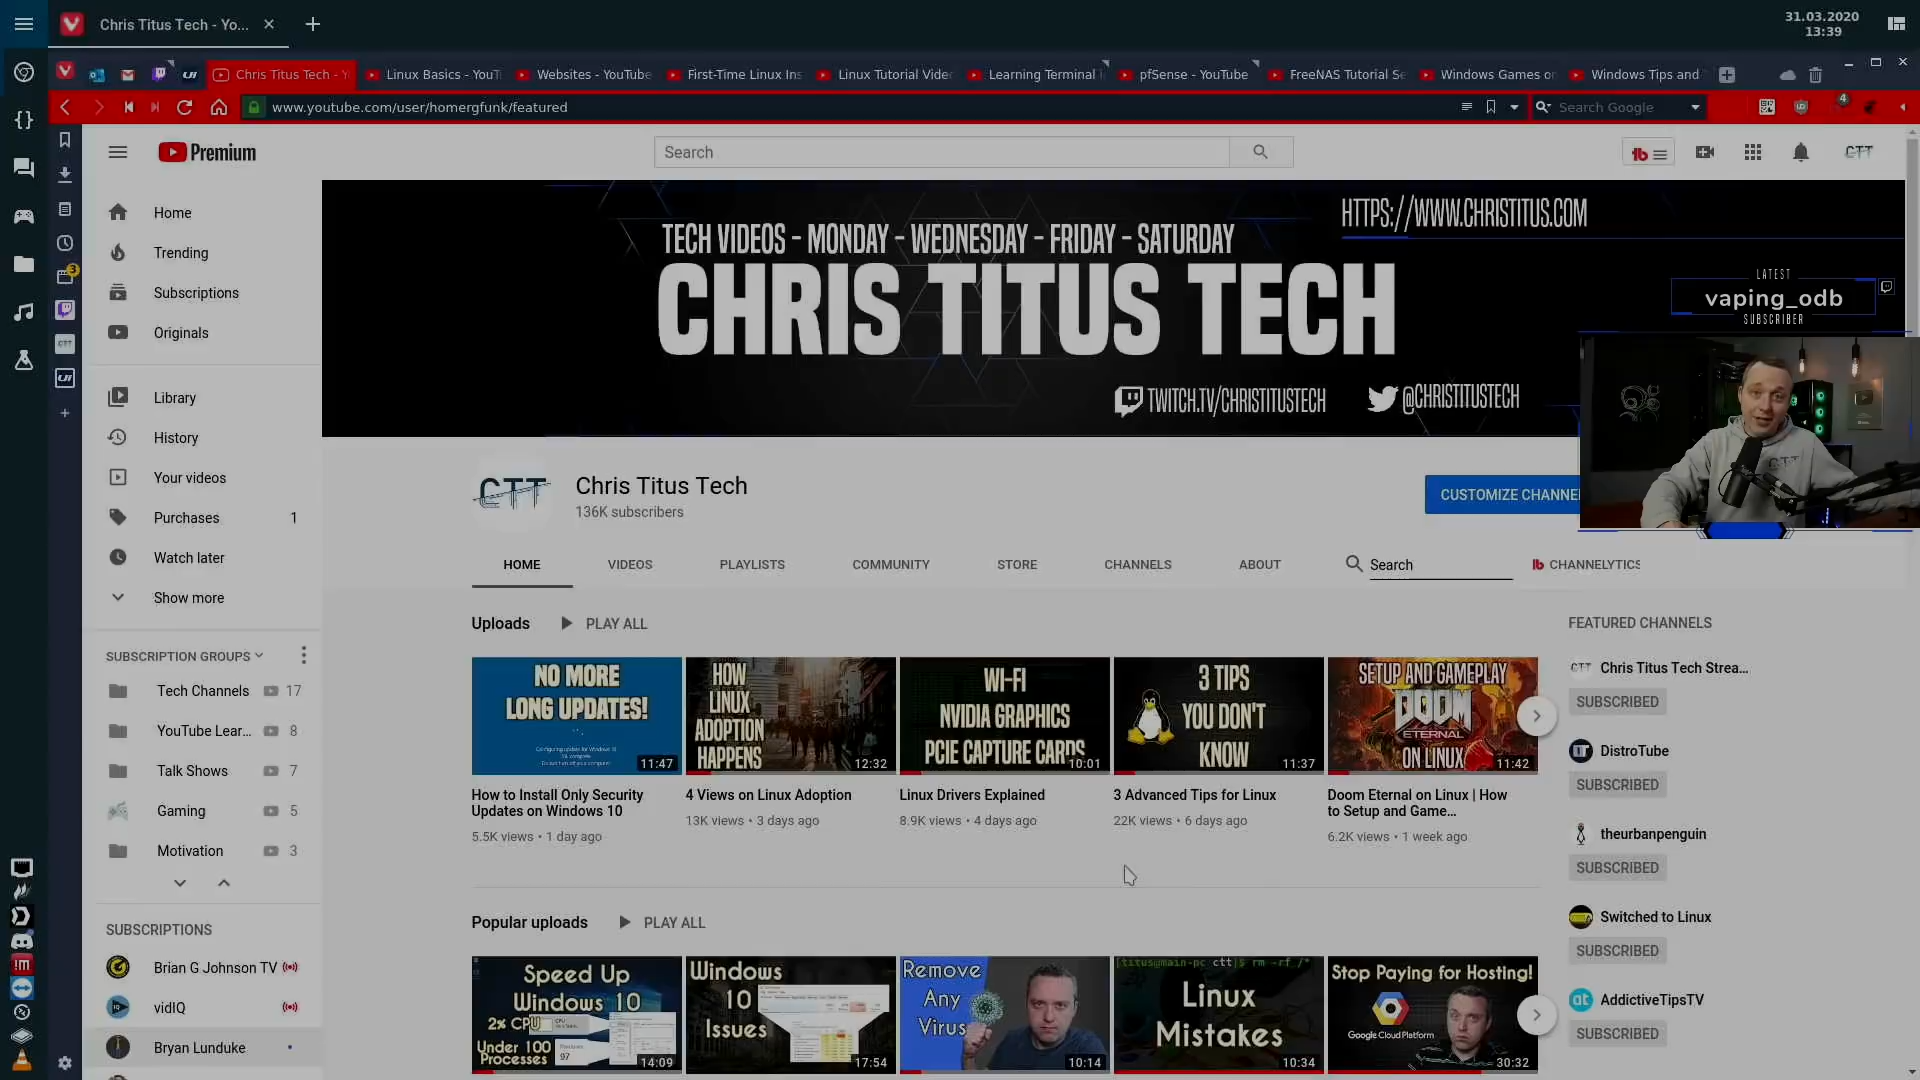 Chris Titus Tech - Yo...
31.03.2020
13:39
Chris Titus Tech - Y
Linux Basics - YouT
Websites - YouTube
First-Time Linux Ins
Linux Tutorial Video
Learning Terminal i
pfSense - YouTube
FreeNAS Tutorial Se
Windows Games on
Windows Tips and
www.youtube.com/user/homergfunk/featured
Search Google
4
Premium
Search
CTT
Home
Trending
Subscriptions
Originals
Library
History
Your videos
Purchases 1
Watch later
Show more
SUBSCRIPTION GROUPS
Tech Channels 17
YouTube Lear... 8
Talk Shows 7
Gaming 5
Motivation 3
SUBSCRIPTIONS
Brian G Johnson TV
vidIQ
Bryan Lunduke
3
TECH VIDEOS - MONDAY - WEDNESDAY - FRIDAY - SATURDAY
CHRIS TITUS TECH
HTTPS://WWW.CHRISTITUS.COM
TWITCH.TV/CHRISTITUSTECH
@CHRISTITUSTECH
LATEST
vaping_odb
SUBSCRIBER
CTT
Chris Titus Tech
136K subscribers
CUSTOMIZE CHANNE
HOME
VIDEOS
PLAYLISTS
COMMUNITY
STORE
CHANNELS
ABOUT
Search
CHANNELYTICS
Uploads
PLAY ALL
NO MORE
LONG UPDATES!
11:47
How to Install Only Security
Updates on Windows 10
5.5K views • 1 day ago
HOW
LINUX
ADOPTION
HAPPENS
12:32
4 Views on Linux Adoption
13K views • 3 days ago
WI-FI
NVIDIA GRAPHICS
PCIE CAPTURE CARDS
10:01
Linux Drivers Explained
8.9K views • 4 days ago
3 TIPS
YOU DON'T
KNOW
11:37
3 Advanced Tips for Linux
22K views • 6 days ago
SETUP AND GAMEPLAY
DOOM
ETERNAL
ON LINUX
11:42
Doom Eternal on Linux | How
to Setup and Game...
6.2K views • 1 week ago
Popular uploads
PLAY ALL
Speed Up
Windows 10
2% CPU
Under 100
Processes
14:09
Windows
10
Issues
17:54
Remove
Any
Virus
10:14
[titus@main-pc ctt]$ rm -rf /*
Linux
Mistakes
10:34
Stop Paying for Hosting!
Google Cloud Platform
30:32
FEATURED CHANNELS
Chris Titus Tech Strea...
SUBSCRIBED
DistroTube
SUBSCRIBED
theurbanpenguin
SUBSCRIBED
Switched to Linux
SUBSCRIBED
AddictiveTipsTV
SUBSCRIBED